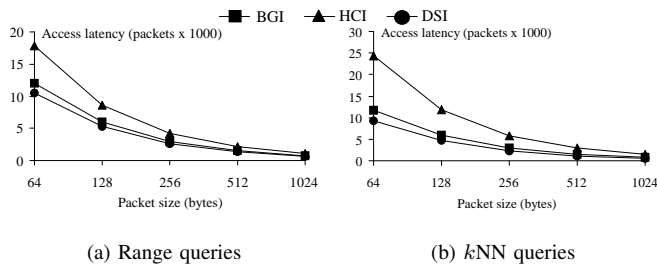 BGI HCI DSI
Access latency (packets x 1000)
20
15
10
5
0
64 128 256 512 1024
Packet size (bytes)
(a) Range queries
Access latency (packets x 1000)
30
25
20
15
10
5
0
64 128 256 512 1024
Packet size (bytes)
(b) kNN queries